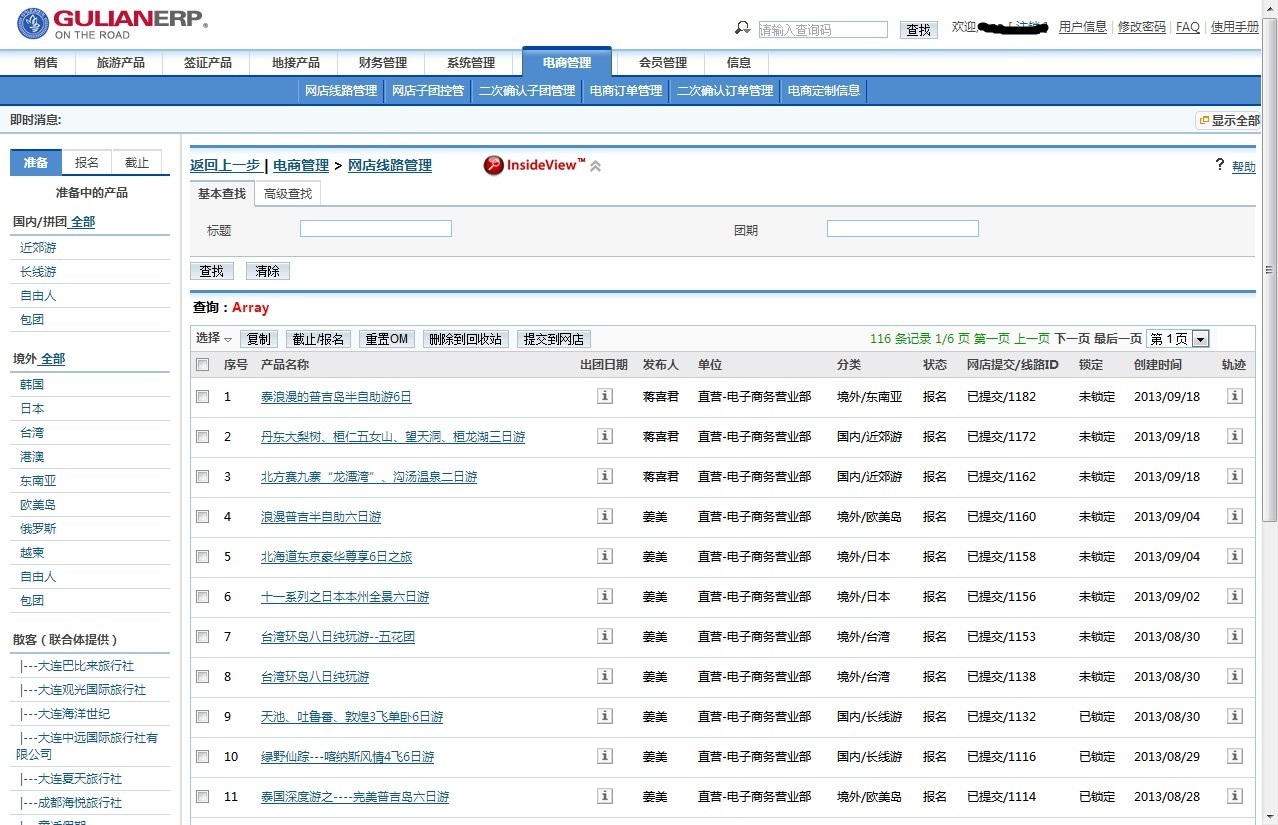 GULIANERP®
ON THE ROAD
请输入查询码 查找 欢迎 用户信息 | 修改密码 | FAQ | 使用手册
销售 旅游产品 签证产品 地接产品 财务管理 系统管理 电商管理 会员管理 信息
网店线路管理 网店子团控管 二次确认子团管理 电商订单管理 二次确认订单管理 电商定制信息
即时消息: 显示全部
准备 报名 截止
准备中的产品
国内/拼团 全部
近郊游
长线游
自由人
包团
境外 全部
韩国
日本
台湾
港澳
东南亚
欧美岛
俄罗斯
越柬
自由人
包团
散客 ( 联合体提供 )
|---大连巴比来旅行社
|---大连观光国际旅行社
|---大连海洋世纪
|---大连中远国际旅行社有
限公司
|---大连夏天旅行社
|---成都海悦旅行社
返回上一步 | 电商管理 > 网店线路管理 InsideView™ ? 帮助
基本查找 高级查找
标题 团期
查找 清除
查询 : Array
选择 复制 截止/报名 重置OM 删除到回收站 提交到网店 116 条记录 1/6 页 第一页 上一页 下一页 最后一页 第 1 页
序号 产品名称 出团日期 发布人 单位 分类 状态 网店提交/线路ID 锁定 创建时间 轨迹
1 泰浪漫的普吉岛半自助游6日 i 蒋喜君 直营-电子商务营业部 境外/东南亚 报名 已提交/1182 未锁定 2013/09/18 i
2 丹东大梨树、桓仁五女山、望天洞、桓龙湖三日游 i 蒋喜君 直营-电子商务营业部 国内/近郊游 报名 已提交/1172 未锁定 2013/09/18 i
3 北方赛九寨“龙潭湾”、沟汤温泉二日游 i 蒋喜君 直营-电子商务营业部 国内/近郊游 报名 已提交/1162 未锁定 2013/09/18 i
4 浪漫普吉半自助六日游 i 姜美 直营-电子商务营业部 境外/欧美岛 报名 已提交/1160 未锁定 2013/09/04 i
5 北海道东京豪华尊享6日之旅 i 姜美 直营-电子商务营业部 境外/日本 报名 已提交/1158 未锁定 2013/09/04 i
6 十一系列之日本本州全景六日游 i 姜美 直营-电子商务营业部 境外/日本 报名 已提交/1156 未锁定 2013/09/02 i
7 台湾环岛八日纯玩游--五花团 i 姜美 直营-电子商务营业部 境外/台湾 报名 已提交/1153 未锁定 2013/08/30 i
8 台湾环岛八日纯玩游 i 姜美 直营-电子商务营业部 境外/台湾 报名 已提交/1138 未锁定 2013/08/30 i
9 天池、吐鲁番、敦煌3飞单卧6日游 i 姜美 直营-电子商务营业部 国内/长线游 报名 已提交/1132 已锁定 2013/08/30 i
10 绿野仙踪---喀纳斯风情4飞6日游 i 姜美 直营-电子商务营业部 国内/长线游 报名 已提交/1116 已锁定 2013/08/29 i
11 泰国深度游之----完美普吉岛六日游 i 姜美 直营-电子商务营业部 境外/欧美岛 报名 已提交/1114 已锁定 2013/08/28 i